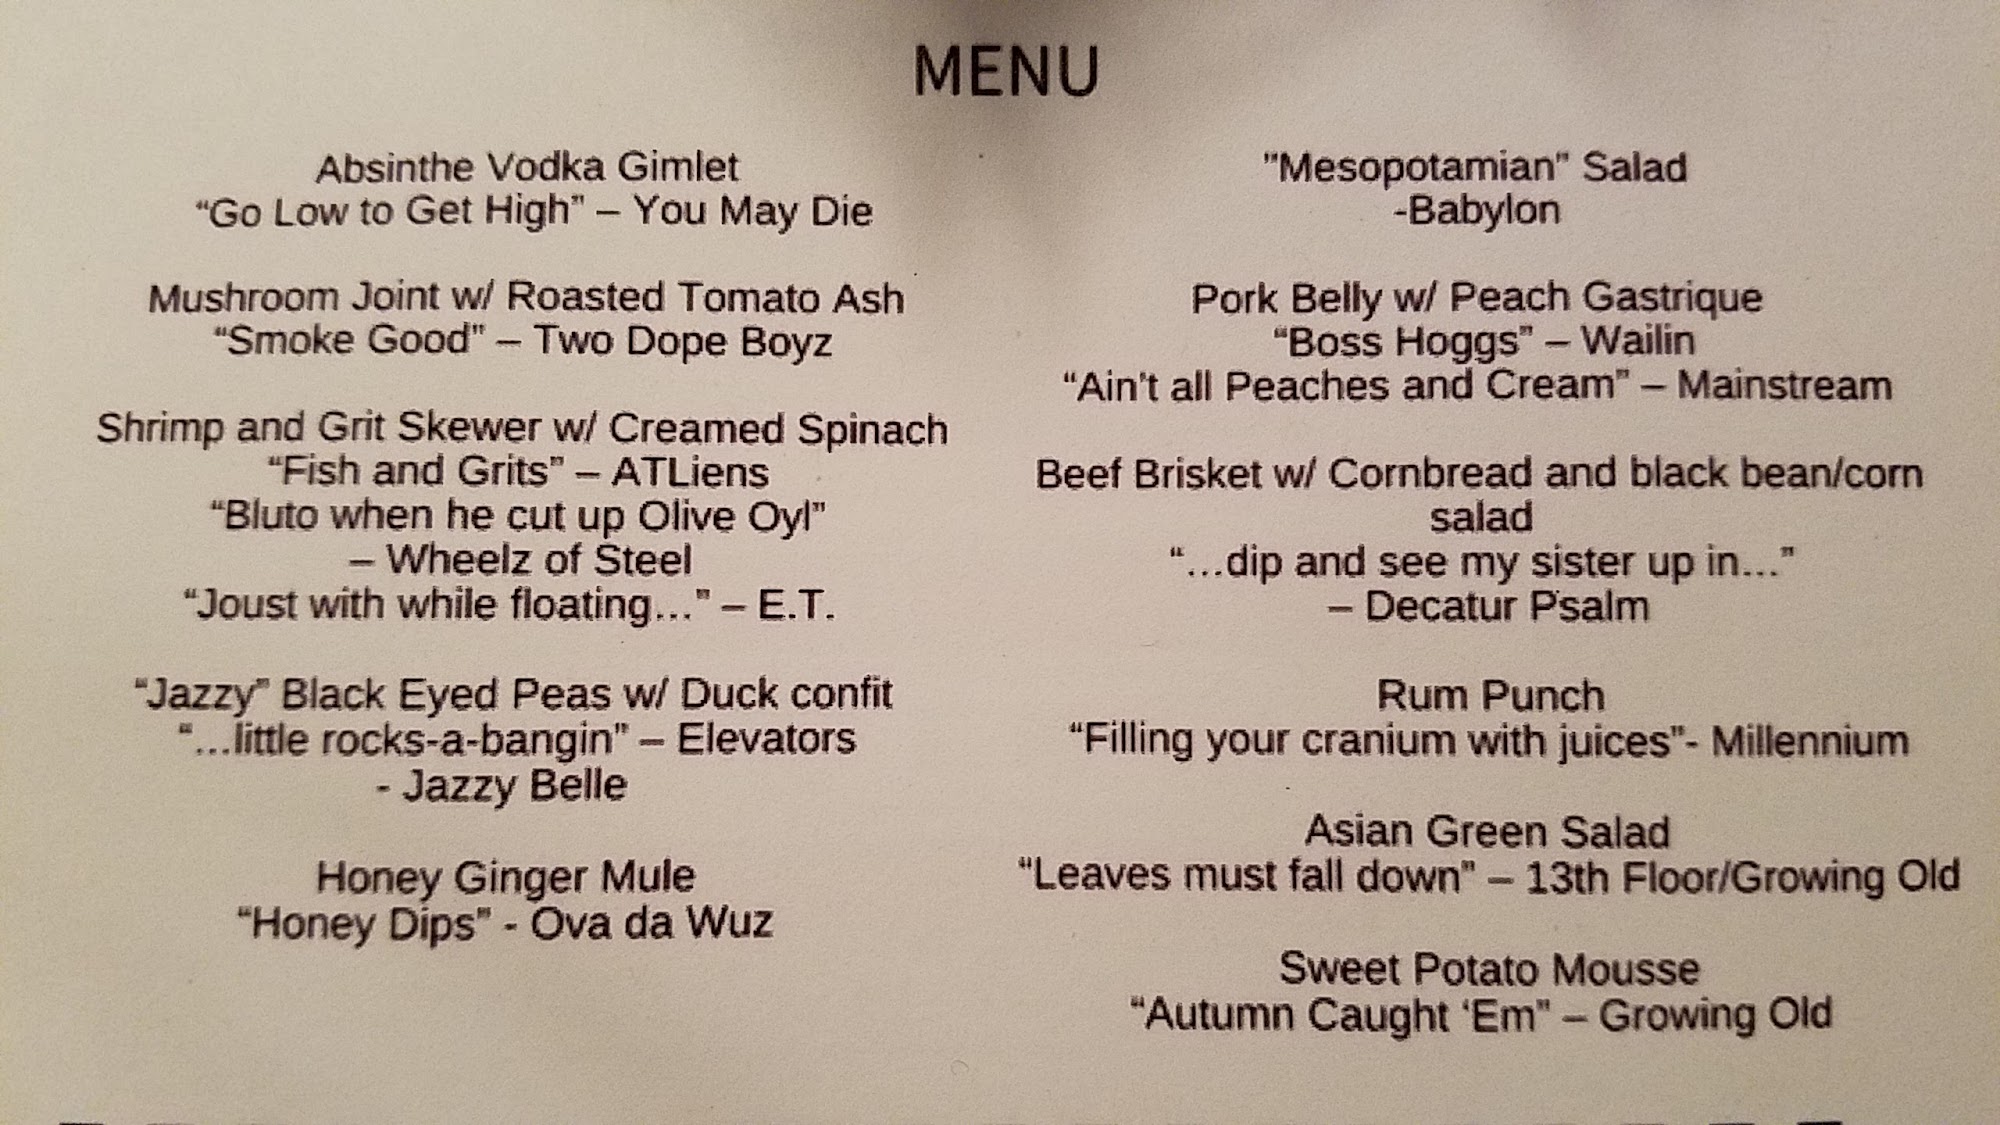 MENU
Absinthe Vodka Gimlet
“Go Low to Get High” – You May Die
Mushroom Joint w/ Roasted Tomato Ash
“Smoke Good” – Two Dope Boyz
Shrimp and Grit Skewer w/ Creamed Spinach
“Fish and Grits” – ATLiens
“Bluto when he cut up Olive Oyl”
– Wheelz of Steel
“Joust with while floating…” – E.T.
“Jazzy” Black Eyed Peas w/ Duck confit
“…little rocks-a-bangin” – Elevators
- Jazzy Belle
Honey Ginger Mule
“Honey Dips” - Ova da Wuz
"Mesopotamian" Salad
-Babylon
Pork Belly w/ Peach Gastrique
“Boss Hoggs” – Wailin
“Ain't all Peaches and Cream” – Mainstream
Beef Brisket w/ Cornbread and black bean/corn
salad
“…dip and see my sister up in…”
– Decatur Psalm
Rum Punch
“Filling your cranium with juices”- Millennium
Asian Green Salad
“Leaves must fall down” – 13th Floor/Growing Old
Sweet Potato Mousse
“Autumn Caught ‘Em” – Growing Old